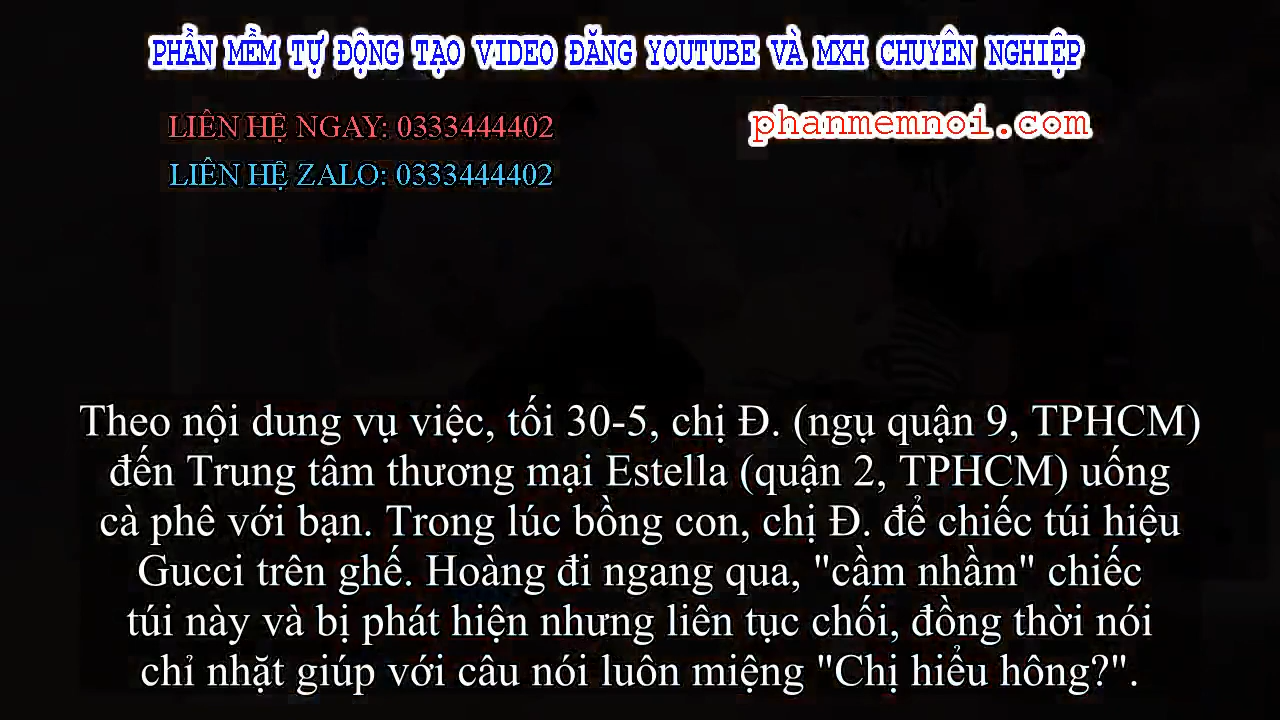 PHẦN MỀM TỰ ĐỘNG TẠO VIDEO ĐĂNG YOUTUBE VÀ MXH CHUYÊN NGHIỆP
LIÊN HỆ NGAY: 0333444402
phanmemnoi.com
LIÊN HỆ ZALO: 0333444402
Theo nội dung vụ việc, tối 30-5, chị Đ. (ngụ quận 9, TPHCM)
đến Trung tâm thương mại Estella (quận 2, TPHCM) uống
cà phê với bạn. Trong lúc bồng con, chị Đ. để chiếc túi hiệu
Gucci trên ghế. Hoàng đi ngang qua, "cầm nhầm" chiếc
túi này và bị phát hiện nhưng liên tục chối, đồng thời nói
chỉ nhặt giúp với câu nói luôn miệng "Chị hiểu hông?".